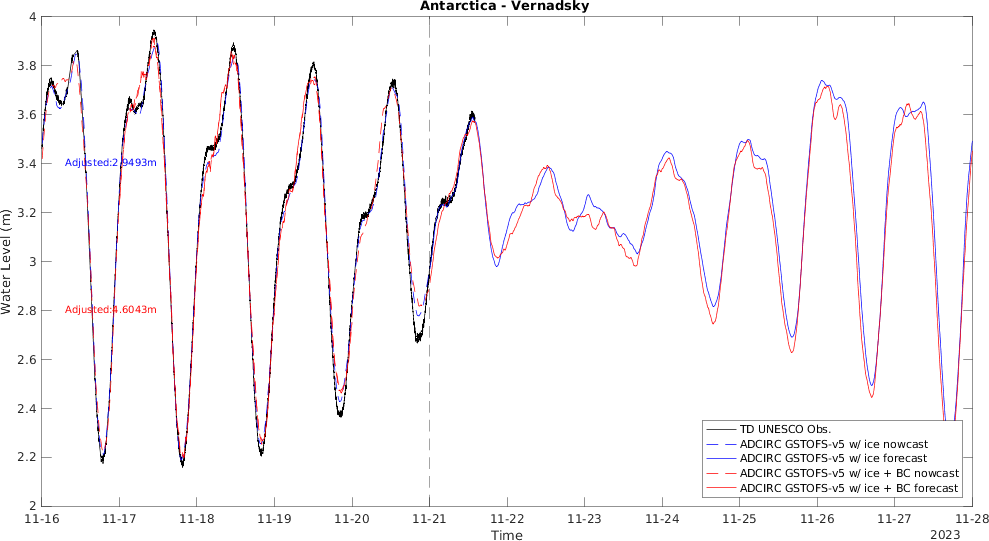 Antarctica - Vernadsky
4
3.8
3.6
3.4
3.2
3
2.8
2.6
2.4
2.2
2
Water Level (m)
Adjusted:2.9493m
Adjusted:4.6043m
TD UNESCO Obs.
ADCIRC GSTOFS-v5 w/ ice nowcast
ADCIRC GSTOFS-v5 w/ ice forecast
ADCIRC GSTOFS-v5 w/ ice + BC nowcast
ADCIRC GSTOFS-v5 w/ ice + BC forecast
11-16 11-17 11-18 11-19 11-20 11-21 11-22 11-23 11-24 11-25 11-26 11-27 11-28
Time
2023